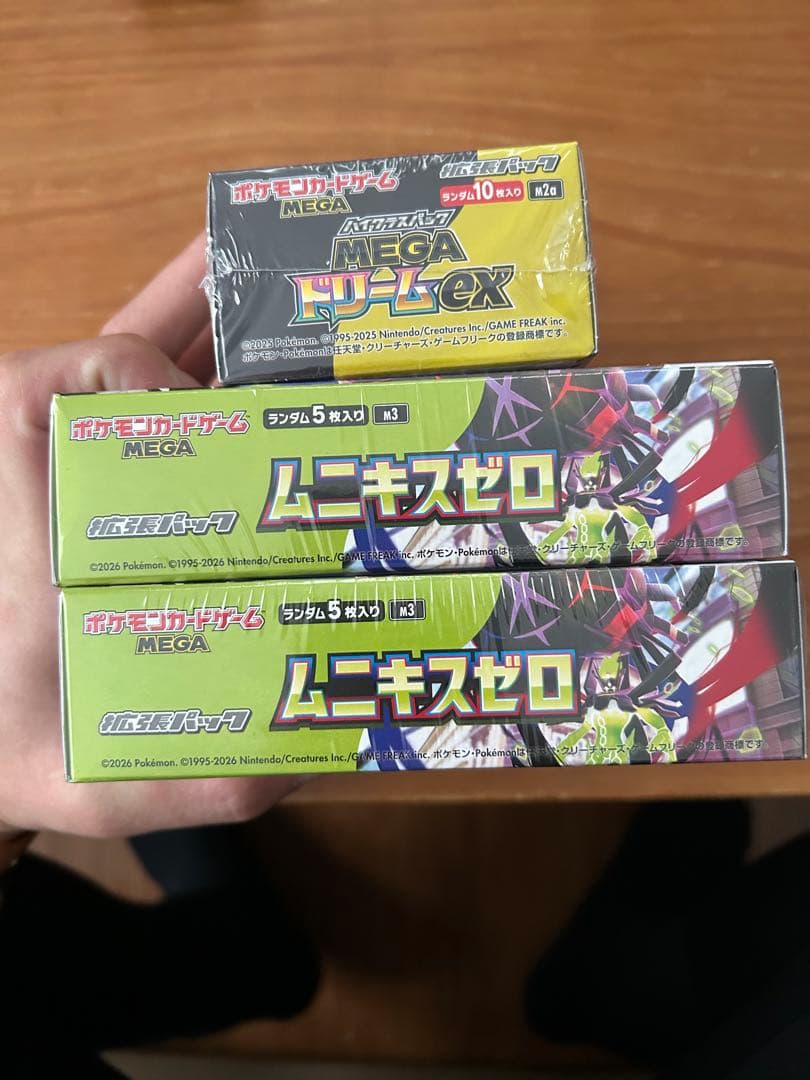 ポケモンカードゲーム
MEGA
拡張パック
ランダム10枚入り M2a
ハイクラスパック
MEGA
ドリームex
©2025 Pokémon. ©1995-2025 Nintendo/Creatures Inc./GAME FREAK inc.
ポケモン・Pokémonは任天堂・クリーチャーズ・ゲームフリークの登録商標です。
ポケモンカードゲーム
MEGA
ランダム5枚入り M3
ムニキスゼロ
拡張パック
©2026 Pokémon. ©1995-2026 Nintendo/Creatures Inc./GAME FREAK inc. ポケモン・Pokémonは任天堂・クリーチャーズ・ゲームフリークの登録商標です。
ポケモンカードゲーム
MEGA
ランダム5枚入り M3
ムニキスゼロ
拡張パック
©2026 Pokémon. ©1995-2026 Nintendo/Creatures Inc./GAME FREAK inc. ポケモン・Pokémonは任天堂・クリーチャーズ・ゲームフリークの登録商標です。